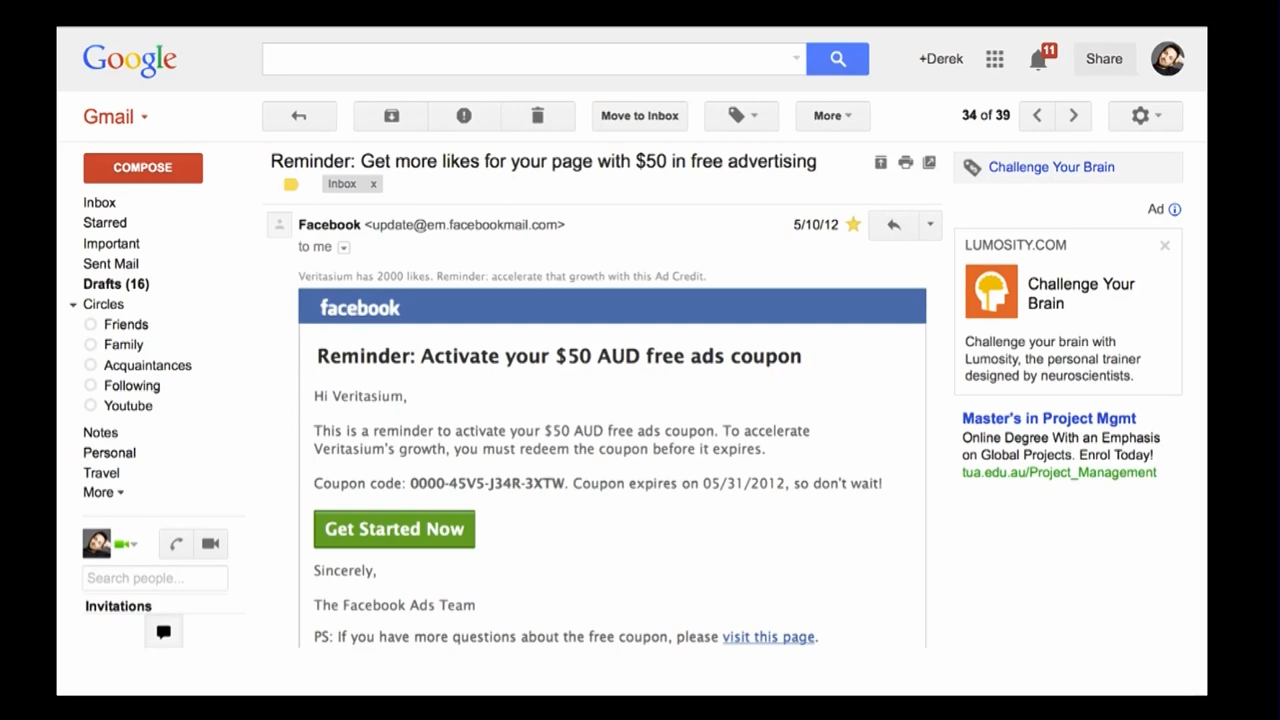 Google
+Derek
11
Share
Gmail
Move to Inbox
More
34 of 39
COMPOSE
Reminder: Get more likes for your page with $50 in free advertising
Inbox x
Challenge Your Brain
Inbox
Starred
Important
Sent Mail
Drafts (16)
Circles
Friends
Family
Acquaintances
Following
Youtube
Notes
Personal
Travel
More
Search people...
Invitations
Facebook <update@em.facebookmail.com>
5/10/12
to me
Veritasium has 2000 likes. Reminder: accelerate that growth with this Ad Credit.
facebook
Reminder: Activate your $50 AUD free ads coupon
Hi Veritasium,
This is a reminder to activate your $50 AUD free ads coupon. To accelerate
Veritasium's growth, you must redeem the coupon before it expires.
Coupon code: 0000-45V5-J34R-3XTW. Coupon expires on 05/31/2012, so don't wait!
Get Started Now
Sincerely,
The Facebook Ads Team
PS: If you have more questions about the free coupon, please visit this page.
Ad
LUMOSITY.COM
Challenge Your
Brain
Challenge your brain with
Lumosity, the personal trainer
designed by neuroscientists.
Master's in Project Mgmt
Online Degree With an Emphasis
on Global Projects. Enrol Today!
tua.edu.au/Project_Management